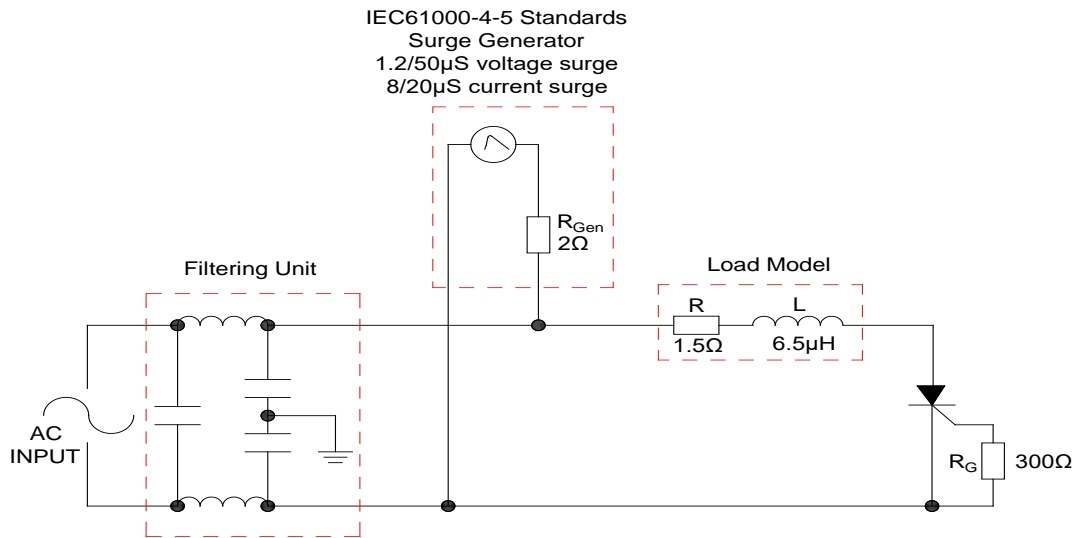 IEC61000-4-5 Standards
Surge Generator
1.2/50µS voltage surge
8/20µS current surge
RGen
2Ω
Filtering Unit
Load Model
R
L
1.5Ω
6.5µH
AC
INPUT
RG
300Ω